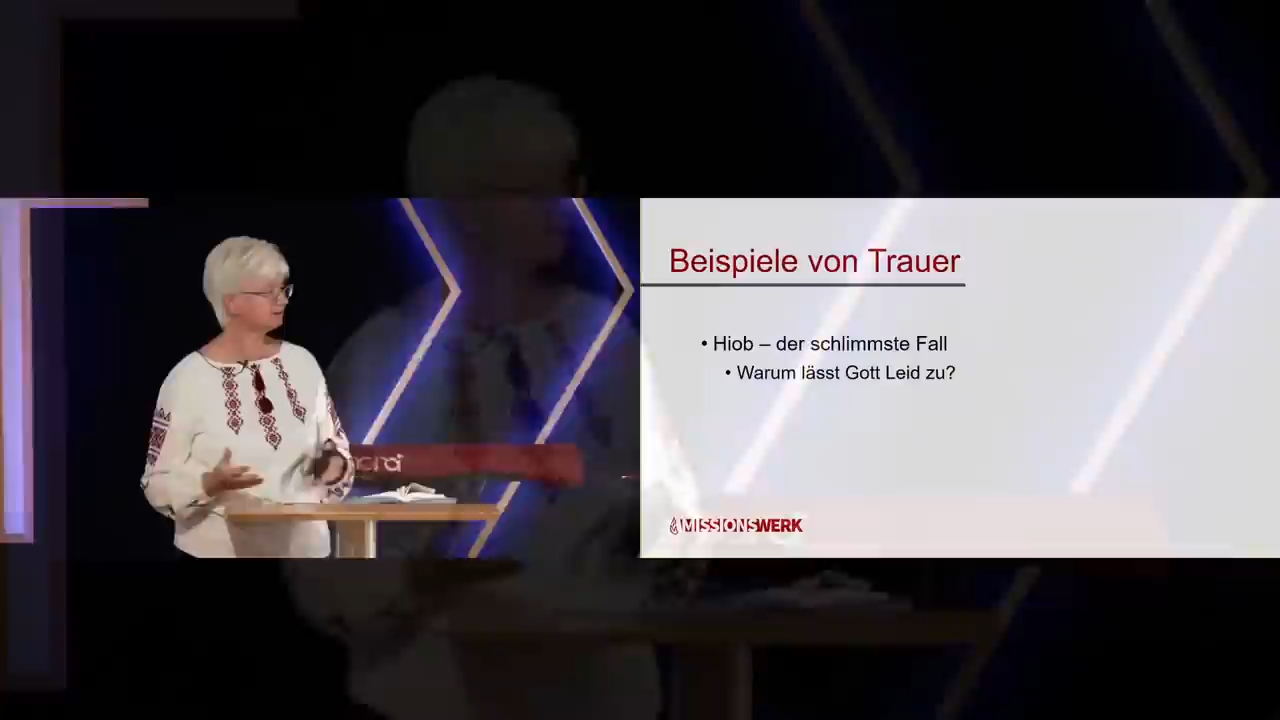 Beispiele von Trauer
• Hiob – der schlimmste Fall
• Warum lässt Gott Leid zu?
MISSIONSWERK